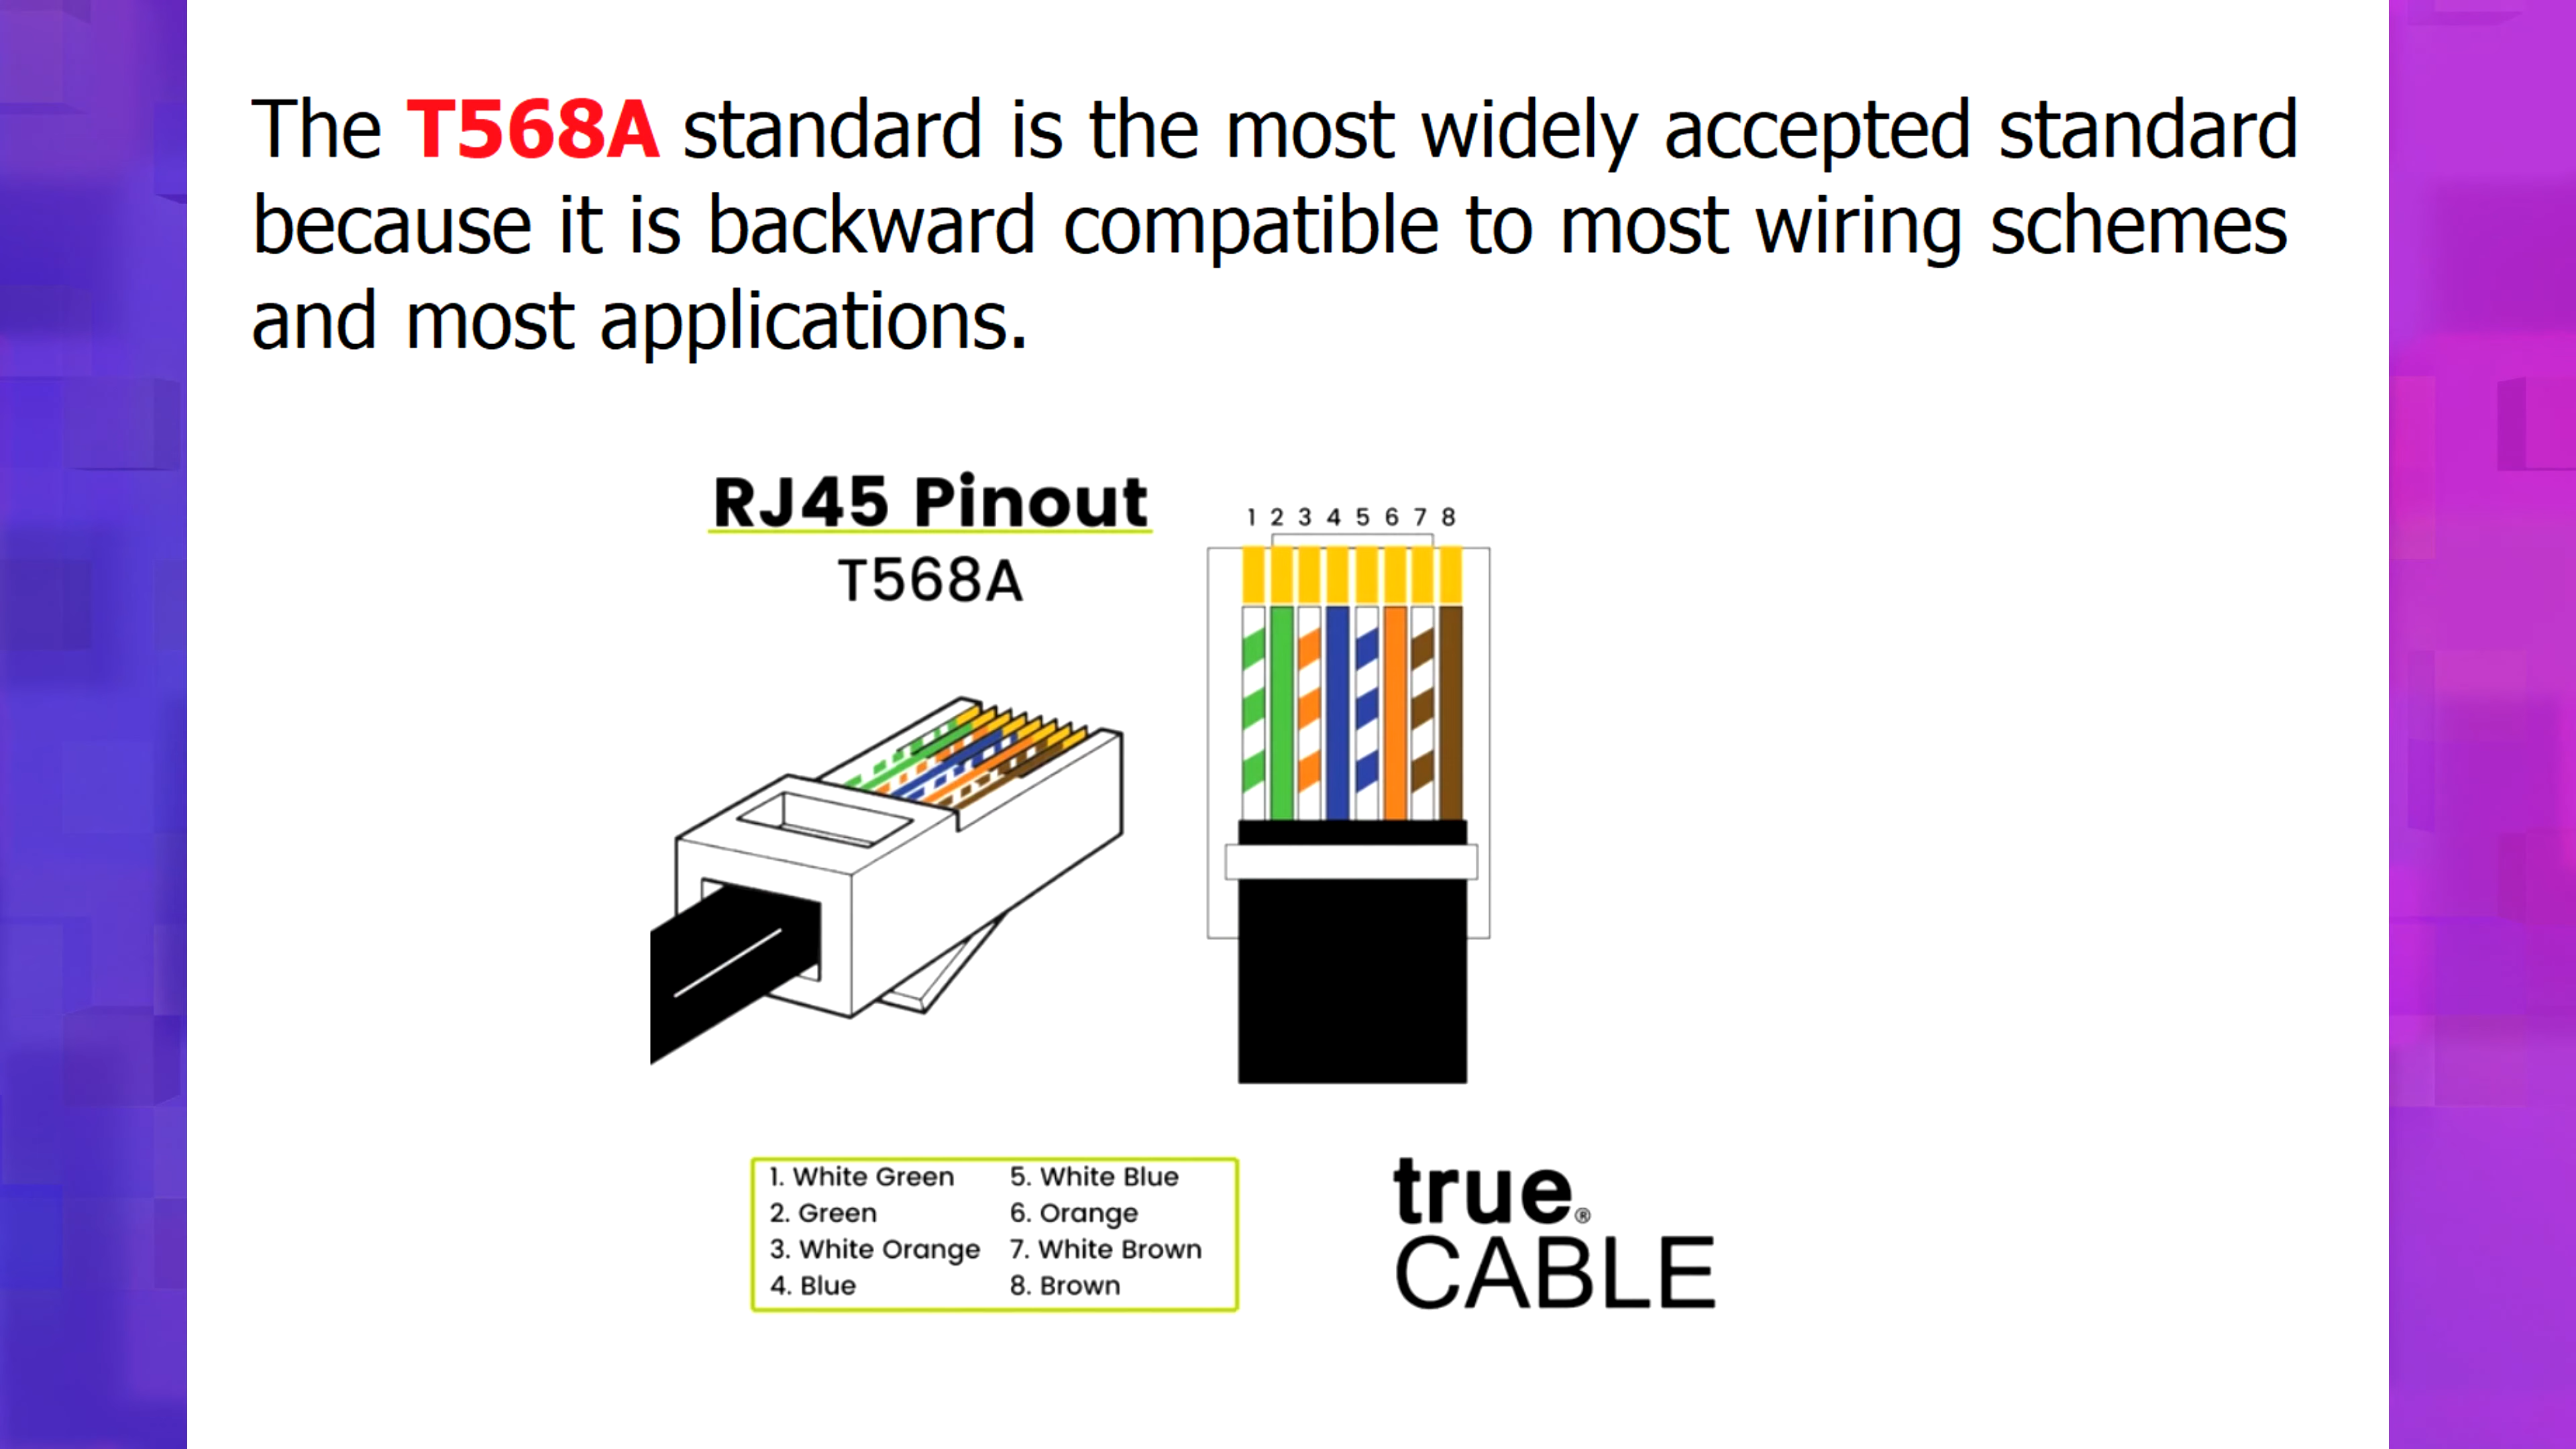 The T568A standard is the most widely accepted standard
because it is backward compatible to most wiring schemes
and most applications.
RJ45 Pinout
T568A
1 2 3 4 5 6 7 8
1. White Green
2. Green
3. White Orange
4. Blue
5. White Blue
6. Orange
7. White Brown
8. Brown
true®
CABLE